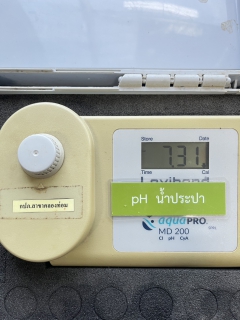 Store Date
7.31
Time Cal
Lovibond
pH น้ำประปา
aquaPRO
MD 200
Cl pH CyA